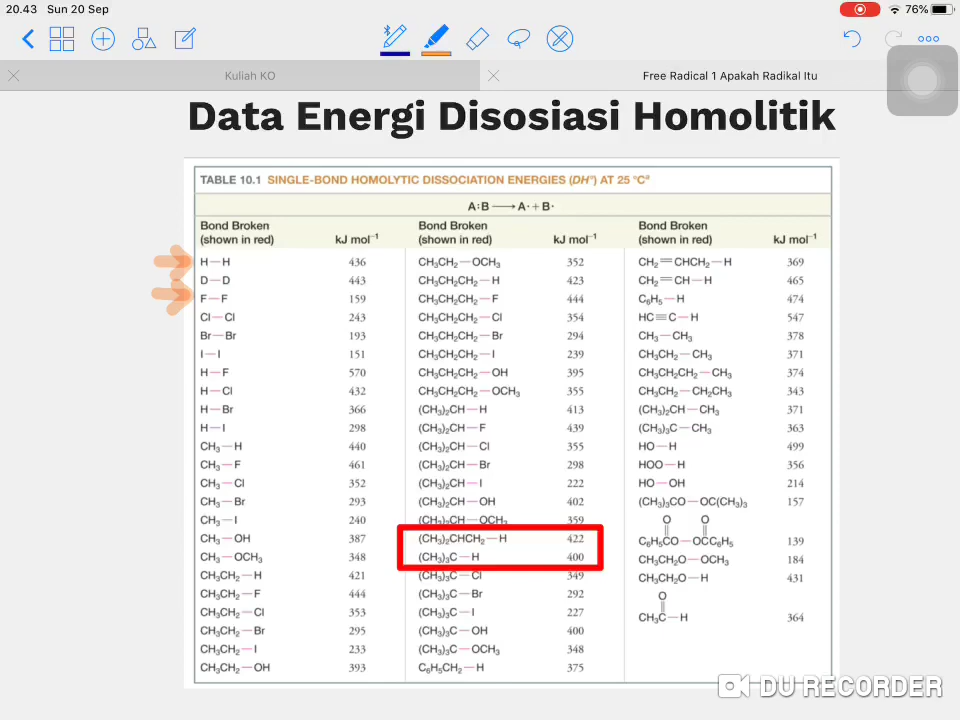 20.43 Sun 20 Sep
76%
Kuliah KO
Free Radical 1 Apakah Radikal Itu
Data Energi Disosiasi Homolitik
TABLE 10.1 SINGLE-BOND HOMOLYTIC DISSOCIATION ENERGIES (DH°) AT 25 °Cᵃ
A:B ⟶ A· + B·
Bond Broken (shown in red) kJ mol⁻¹
H—H 436
D—D 443
F—F 159
Cl—Cl 243
Br—Br 193
I—I 151
H—F 570
H—Cl 432
H—Br 366
H—I 298
CH₃—H 440
CH₃—F 461
CH₃—Cl 352
CH₃—Br 293
CH₃—I 240
CH₃—OH 387
CH₃—OCH₃ 348
CH₃CH₂—H 421
CH₃CH₂—F 444
CH₃CH₂—Cl 353
CH₃CH₂—Br 295
CH₃CH₂—I 233
CH₃CH₂—OH 393
Bond Broken (shown in red) kJ mol⁻¹
CH₃CH₂—OCH₃ 352
CH₃CH₂CH₂—H 423
CH₃CH₂CH₂—F 444
CH₃CH₂CH₂—Cl 354
CH₃CH₂CH₂—Br 294
CH₃CH₂CH₂—I 239
CH₃CH₂CH₂—OH 395
CH₃CH₂CH₂—OCH₃ 355
(CH₃)₂CH—H 413
(CH₃)₂CH—F 439
(CH₃)₂CH—Cl 355
(CH₃)₂CH—Br 298
(CH₃)₂CH—I 222
(CH₃)₂CH—OH 402
(CH₃)₂CH—OCH₃ 359
(CH₃)₂CHCH₂—H 422
(CH₃)₃C—H 400
(CH₃)₃C—Cl 349
(CH₃)₃C—Br 292
(CH₃)₃C—I 227
(CH₃)₃C—OH 400
(CH₃)₃C—OCH₃ 348
C₆H₅CH₂—H 375
Bond Broken (shown in red) kJ mol⁻¹
CH₂=CHCH₂—H 369
CH₂=CH—H 465
C₆H₅—H 474
HC≡C—H 547
CH₃—CH₃ 378
CH₃CH₂—CH₃ 371
CH₃CH₂CH₂—CH₃ 374
CH₃CH₂—CH₂CH₃ 343
(CH₃)₂CH—CH₃ 371
(CH₃)₃C—CH₃ 363
HO—H 499
HOO—H 356
HO—OH 214
(CH₃)₃CO—OC(CH₃)₃ 157
O O
C₆H₅CO—OCC₆H₅ 139
CH₃CH₂O—OCH₃ 184
CH₃CH₂O—H 431
O
CH₃C—H 364
DU RECORDER